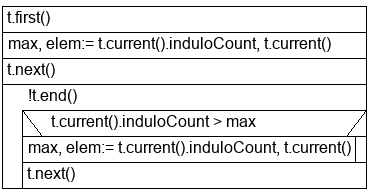 t.first()
max, elem:= t.current().induloCount, t.current()
t.next()
!t.end()
t.current().induloCount > max
max, elem:= t.current().induloCount, t.current()
t.next()